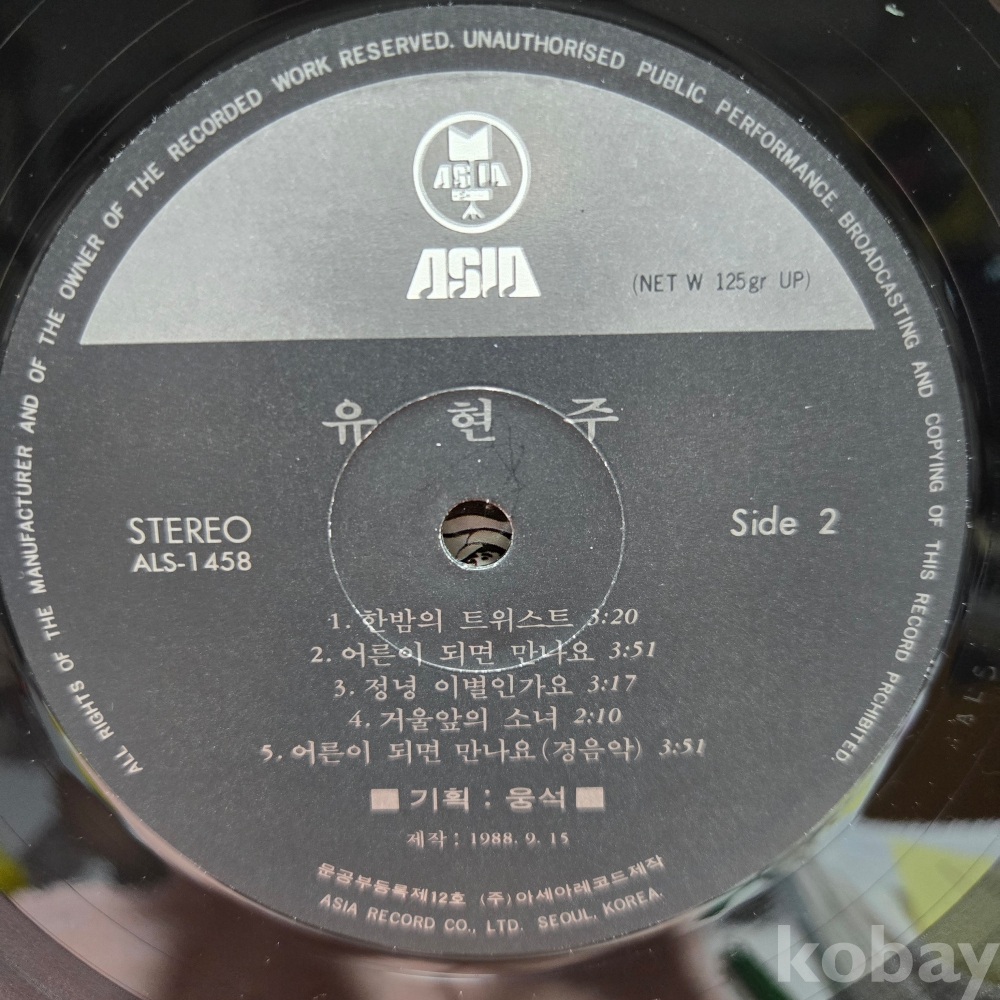 ALL RIGHTS OF THE MANUFACTURER AND OF THE OWNER OF THE RECORDED WORK RESERVED. UNAUTHORISED PUBLIC PERFORMANCE. BROADCASTING AND COPYING OF THIS RECORD PRCHIBITED.
ASIA
ASIA
(NET W 125gr UP)
유 현 주
STEREO
ALS-1458
Side 2
1. 한밤의 트위스트 3:20
2. 어른이 되면 만나요 3:51
3. 정녕 이별인가요 3:17
4. 거울앞의 소녀 2:10
5. 어른이 되면 만나요(경음악) 3:51
■ 기획 : 웅석 ■
제작 : 1988. 9. 15
문공부등록제12호 (주)아세아레코드제작
ASIA RECORD CO., LTD. SEOUL, KOREA.
ALS
kobay